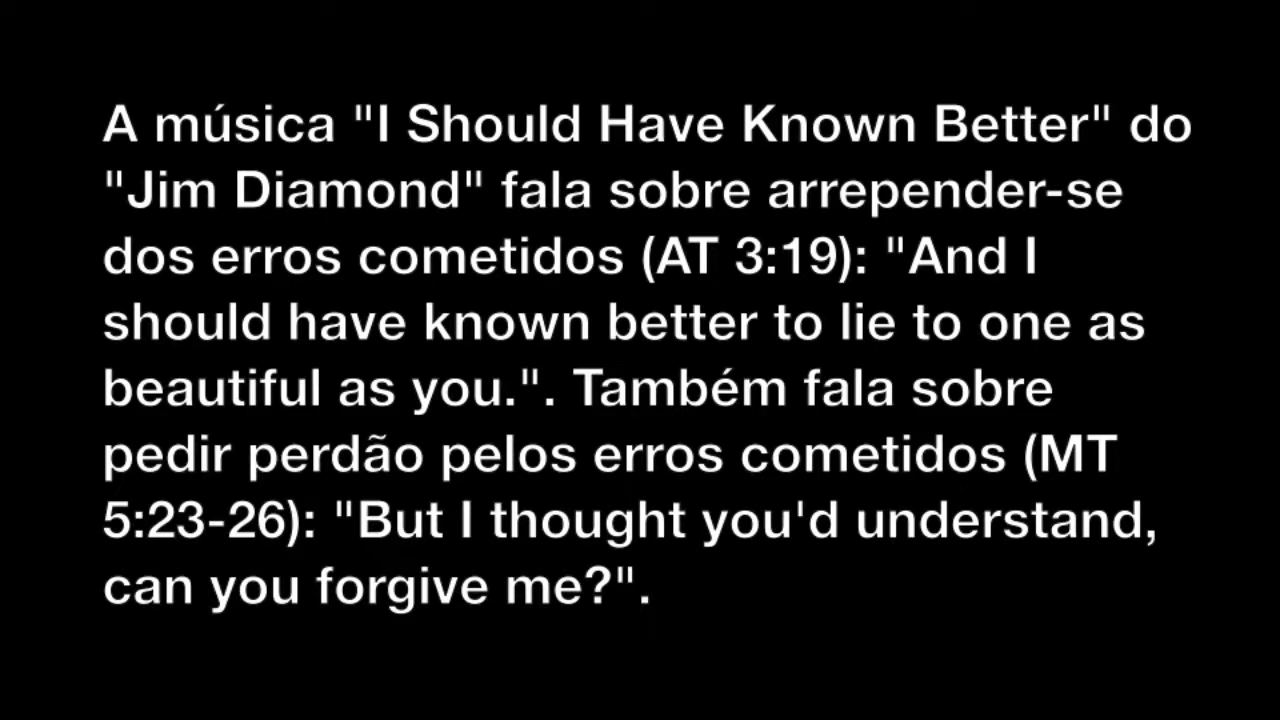 A música "I Should Have Known Better" do
"Jim Diamond" fala sobre arrepender-se
dos erros cometidos (AT 3:19): "And I
should have known better to lie to one as
beautiful as you.". Também fala sobre
pedir perdão pelos erros cometidos (MT
5:23-26): "But I thought you'd understand,
can you forgive me?".